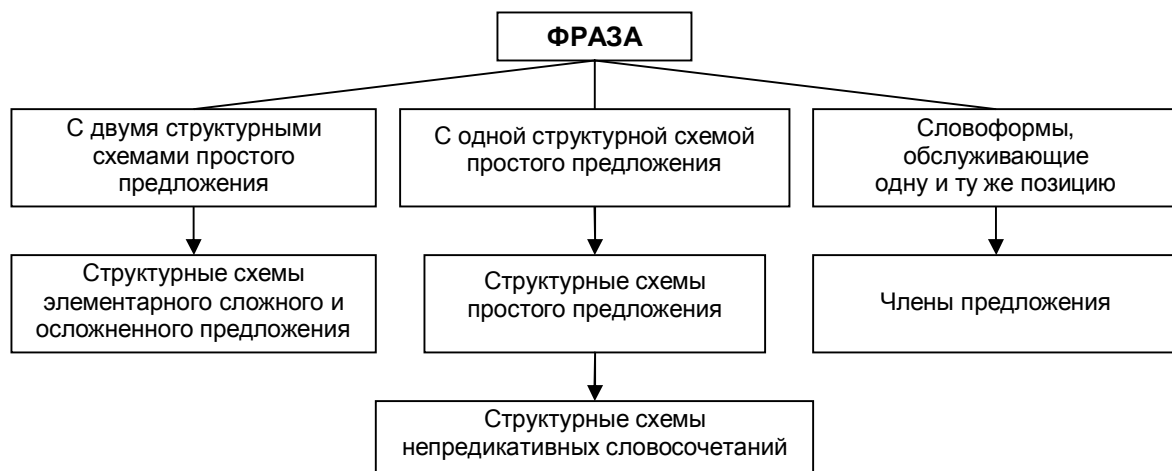 ФРАЗА
С двумя структурными
схемами простого
предложения
С одной структурной схемой
простого предложения
Словоформы,
обслуживающие
одну и ту же позицию
Структурные схемы
элементарного сложного и
осложненного предложения
Структурные схемы
простого предложения
Члены предложения
Структурные схемы
непредикативных словосочетаний